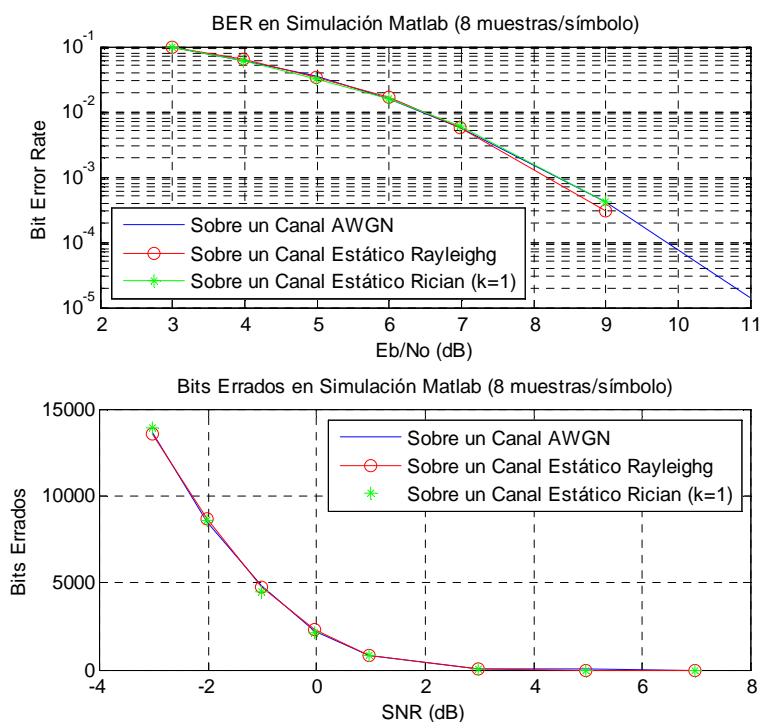 BER en Simulación Matlab (8 muestras/símbolo)
10^-1
10^-2
10^-3
10^-4
10^-5
Bit Error Rate
Sobre un Canal AWGN
Sobre un Canal Estático Rayleighg
Sobre un Canal Estático Rician (k=1)
2 3 4 5 6 7 8 9 10 11
Eb/No (dB)
Bits Errados en Simulación Matlab (8 muestras/símbolo)
15000
10000
5000
0
Bits Errados
Sobre un Canal AWGN
Sobre un Canal Estático Rayleighg
Sobre un Canal Estático Rician (k=1)
-4 -2 0 2 4 6 8
SNR (dB)